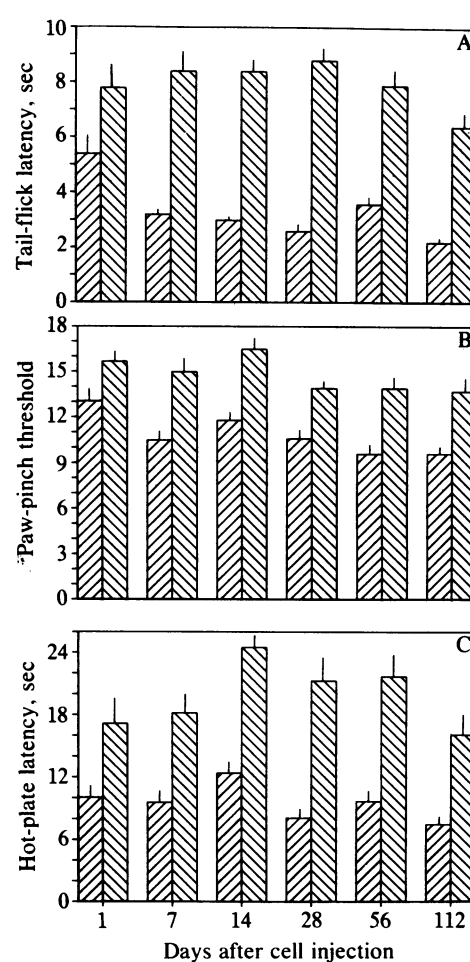 A
Tail-flick latency, sec
10
8
6
4
2
0
B
Paw-pinch threshold
18
15
12
9
6
3
0
C
Hot-plate latency, sec
24
18
12
6
0
1 7 14 28 56 112
Days after cell injection